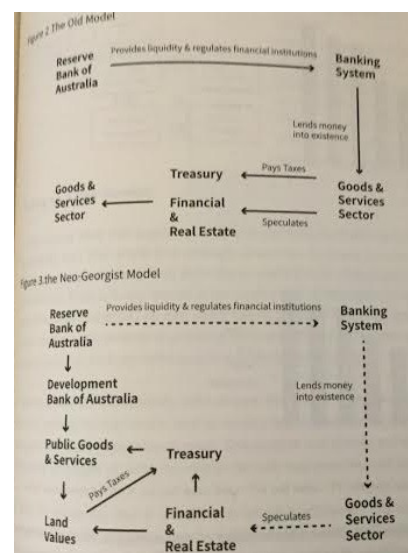 Figure 2 The Old Model
Provides liquidity & regulates financial institutions
Reserve
Bank of
Australia
Banking
System
Lends money
into existence
Treasury
Pays Taxes
Goods &
Services
Sector
Financial
&
Real Estate
Speculates
Goods &
Services
Sector
Figure 3 the Neo-Georgist Model
Provides liquidity & regulates financial institutions
Reserve
Bank of
Australia
Banking
System
Development
Bank of Australia
Lends money
into existence
Public Goods
& Services
Treasury
Pays Taxes
Land
Values
Financial
&
Real Estate
Speculates
Goods &
Services
Sector